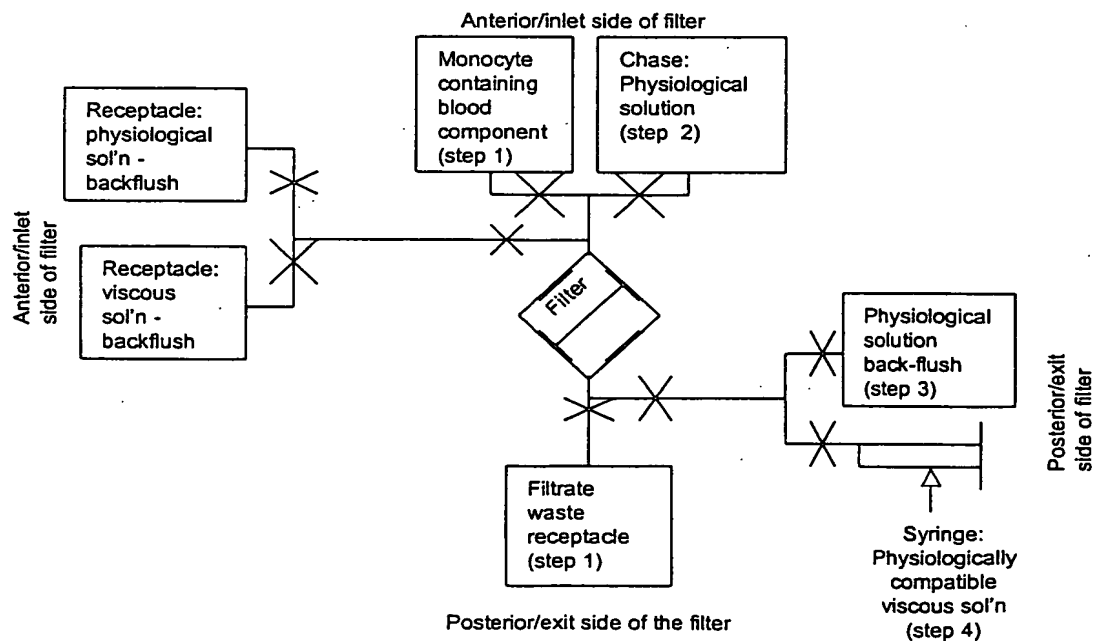 Anterior/inlet side of filter
Monocyte
containing
blood
component
(step 1)
Chase:
Physiological
solution
(step 2)
Receptacle:
physiological
sol'n -
backflush
Anterior/inlet
side of filter
Receptacle:
viscous
sol'n -
backflush
Filter
Physiological
solution
back-flush
(step 3)
Posterior/exit
side of filter
Filtrate
waste
receptacle
(step 1)
Syringe:
Physiologically
compatible
viscous sol'n
(step 4)
Posterior/exit side of the filter